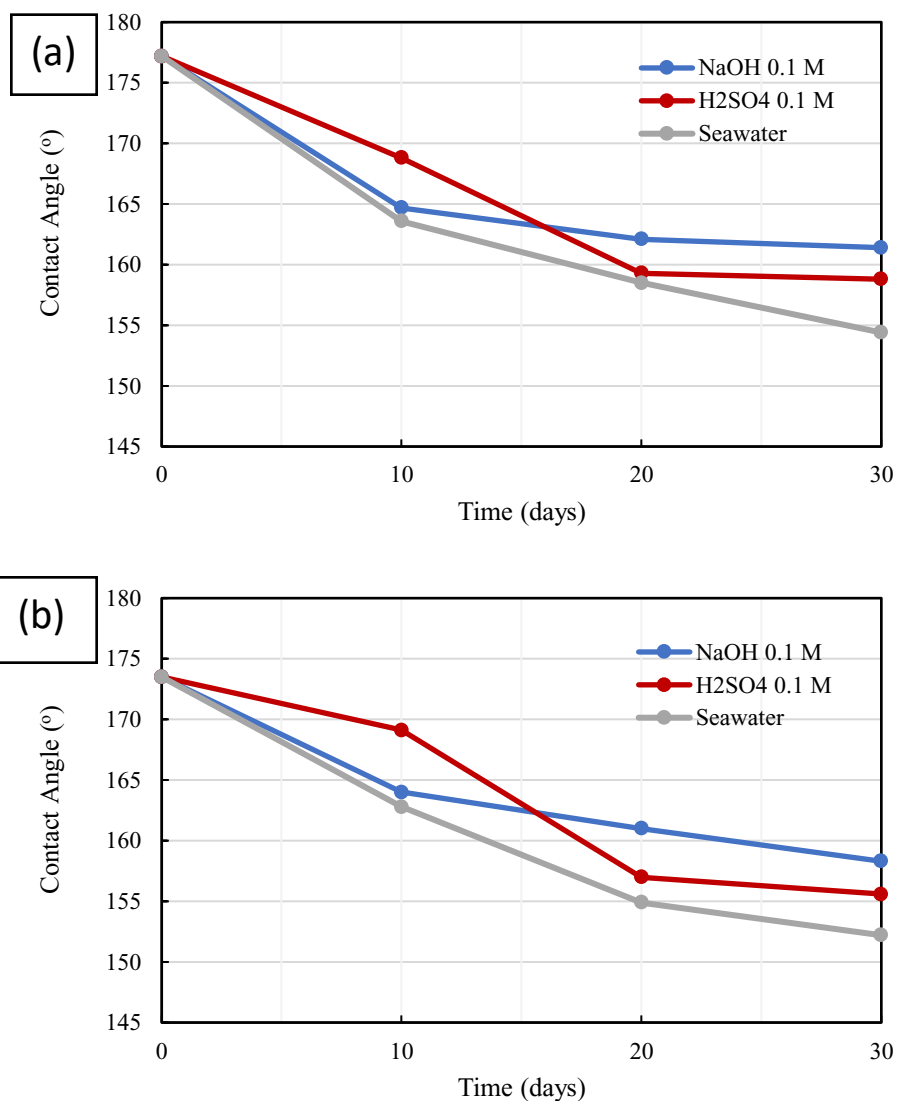 (a)
180
175
170
165
160
155
150
145
Contact Angle (º)
NaOH 0.1 M
H2SO4 0.1 M
Seawater
0 10 20 30
Time (days)
(b)
180
175
170
165
160
155
150
145
Contact Angle (º)
NaOH 0.1 M
H2SO4 0.1 M
Seawater
0 10 20 30
Time (days)